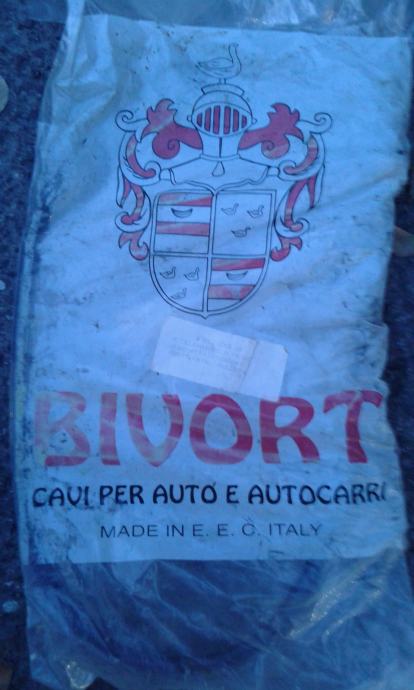 BIVORT
CAVI PER AUTO E AUTOCARRI
MADE IN E. E. C. ITALY